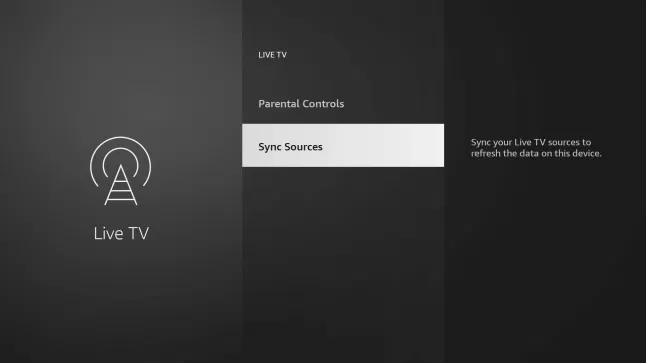 LIVE TV
Parental Controls
Sync Sources
Sync your Live TV sources to
refresh the data on this device.
Live TV